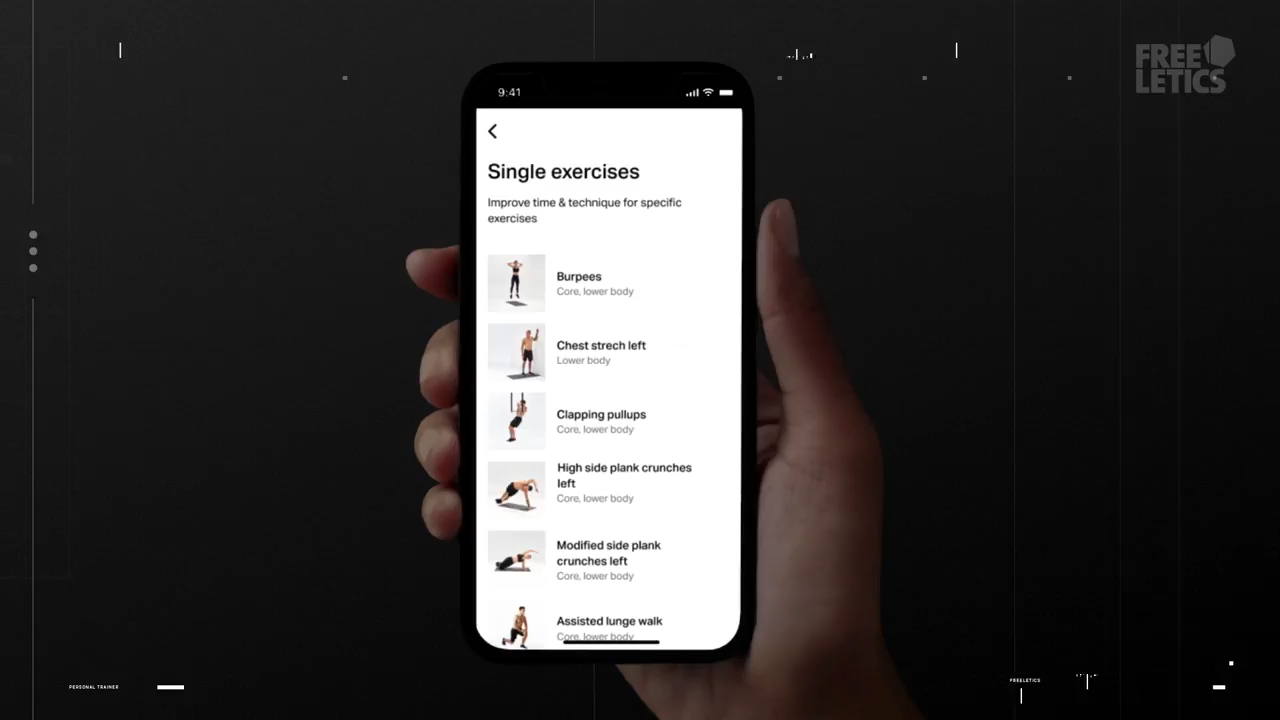 FREE
LETICS
9:41
Single exercises
Improve time & technique for specific
exercises
Burpees
Core, lower body
Chest strech left
Lower body
Clapping pullups
Core, lower body
High side plank crunches
left
Core, lower body
Modified side plank
crunches left
Core, lower body
Assisted lunge walk
Core, lower body
PERSONAL TRAINER
FREELETICS